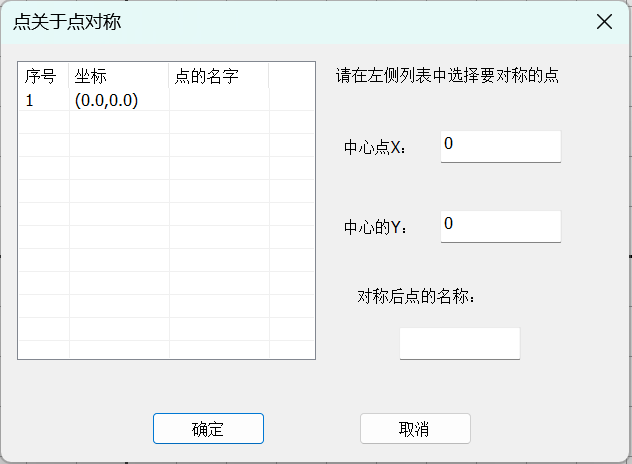 点关于点对称
序号 坐标 点的名字
1 (0.0,0.0)
请在左侧列表中选择要对称的点
中心点X： 0
中心的Y： 0
对称后点的名称：
确定 取消